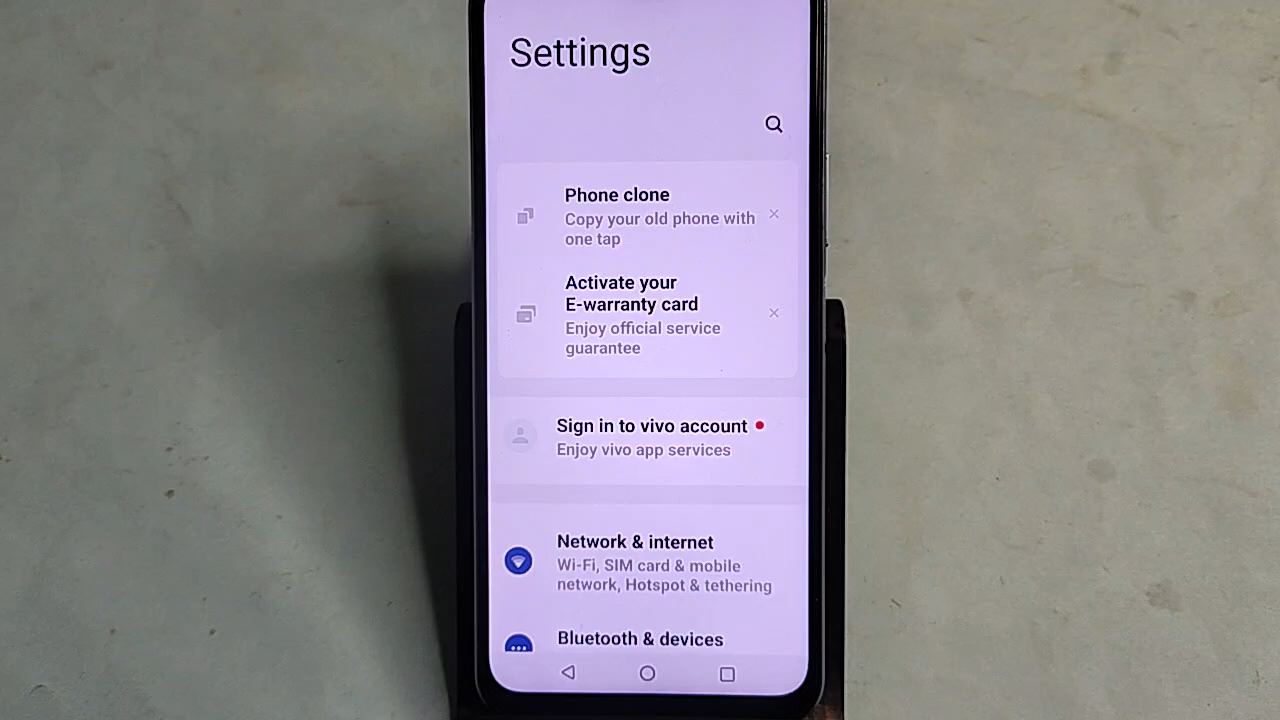 Settings
Phone clone
Copy your old phone with
one tap
Activate your
E-warranty card
Enjoy official service
guarantee
Sign in to vivo account
Enjoy vivo app services
Network & internet
Wi-Fi, SIM card & mobile
network, Hotspot & tethering
Bluetooth & devices